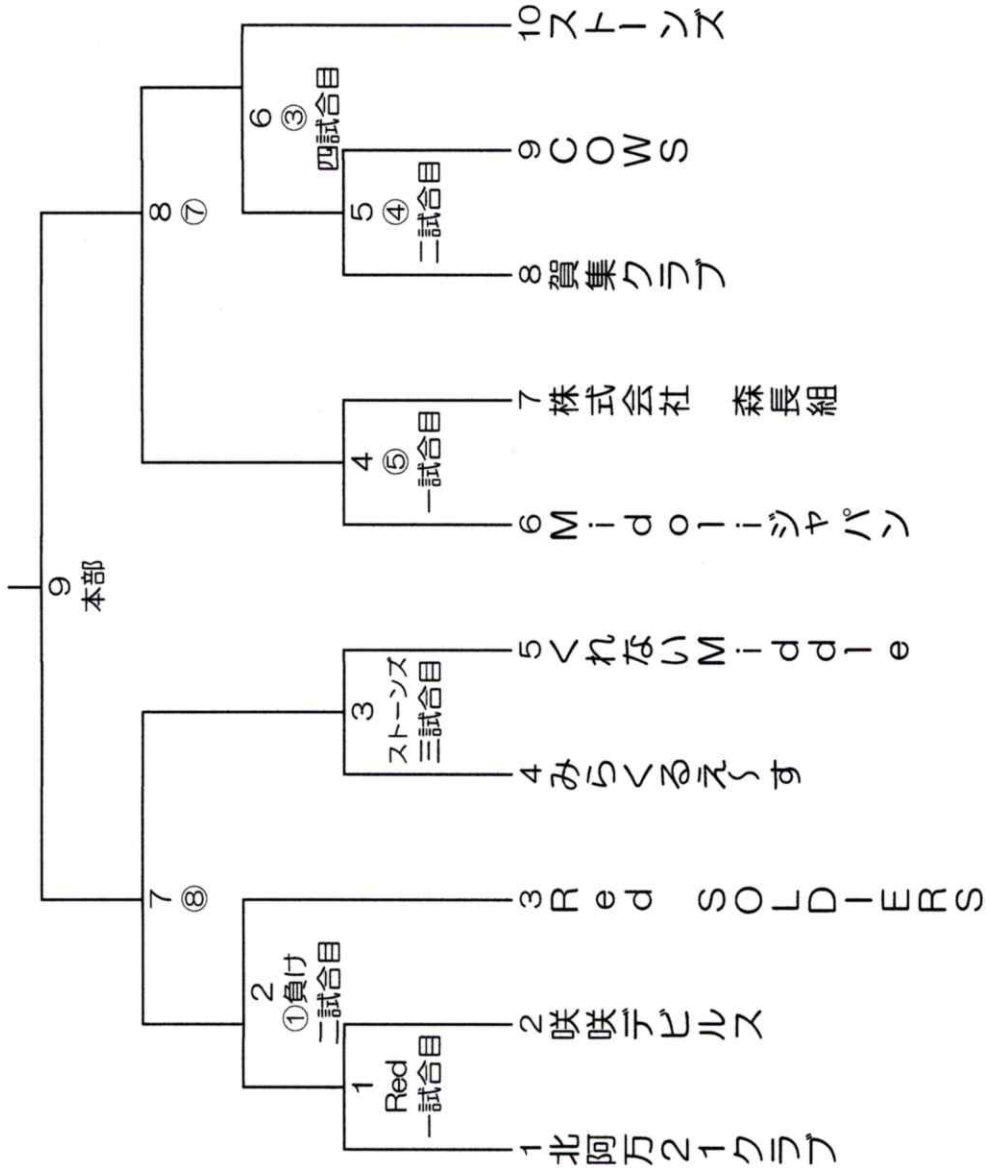 9
本部
7
⑧
8
⑦
2
①負け
二試合目
6
③
四試合目
1
Red
一試合目
3
ストーンズ
三試合目
4
⑤
一試合目
5
④
二試合目
1 北阿万21クラブ
2 咲咲デビルス
3 Red SOLDIERS
4 みらくるえ〜す
5 くれないMiddle
6 Midoliジャパン
7 株式会社 森長組
8 賀集クラブ
9 COWS
10 ストーンズ